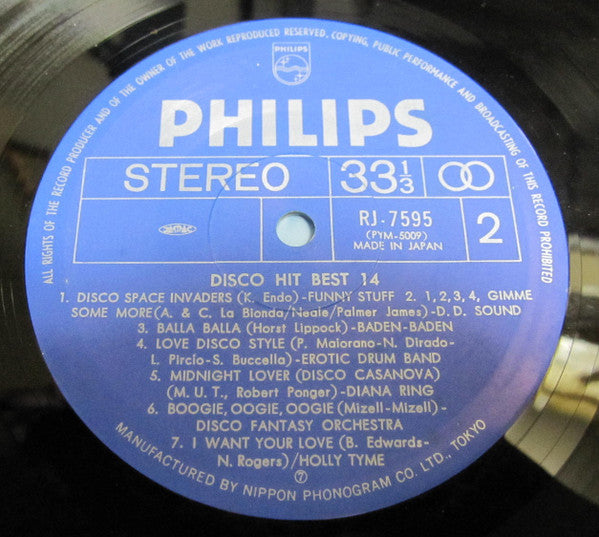 ALL RIGHTS OF THE RECORD PRODUCER AND OF THE OWNER OF THE WORK REPRODUCED RESERVED. COPYING, PUBLIC PERFORMANCE AND BROADCASTING OF THIS RECORD PROHIBITED
PHILIPS
PHILIPS
STEREO 33 1/3
RJ-7595
(PYM-5009)
MADE IN JAPAN
2
DISCO HIT BEST 14
1. DISCO SPACE INVADERS (K. Endo)-FUNNY STUFF 2. 1,2,3,4, GIMME
SOME MORE(A. & C. La Bionda/Neale/Palmer James)-D.D. SOUND
3. BALLA BALLA (Horst Lippock)-BADEN-BADEN
4. LOVE DISCO STYLE (P. Maiorano-N. Dirado-
L. Pircio-S. Buccella)-EROTIC DRUM BAND
5. MIDNIGHT LOVER (DISCO CASANOVA)
(M.U.T., Robert Ponger)-DIANA RING
6. BOOGIE, OOGIE, OOGIE (Mizell-Mizell)-
DISCO FANTASY ORCHESTRA
7. I WANT YOUR LOVE (B. Edwards-
N. Rogers)/HOLLY TYME
7
MANUFACTURED BY NIPPON PHONOGRAM CO. LTD., TOKYO